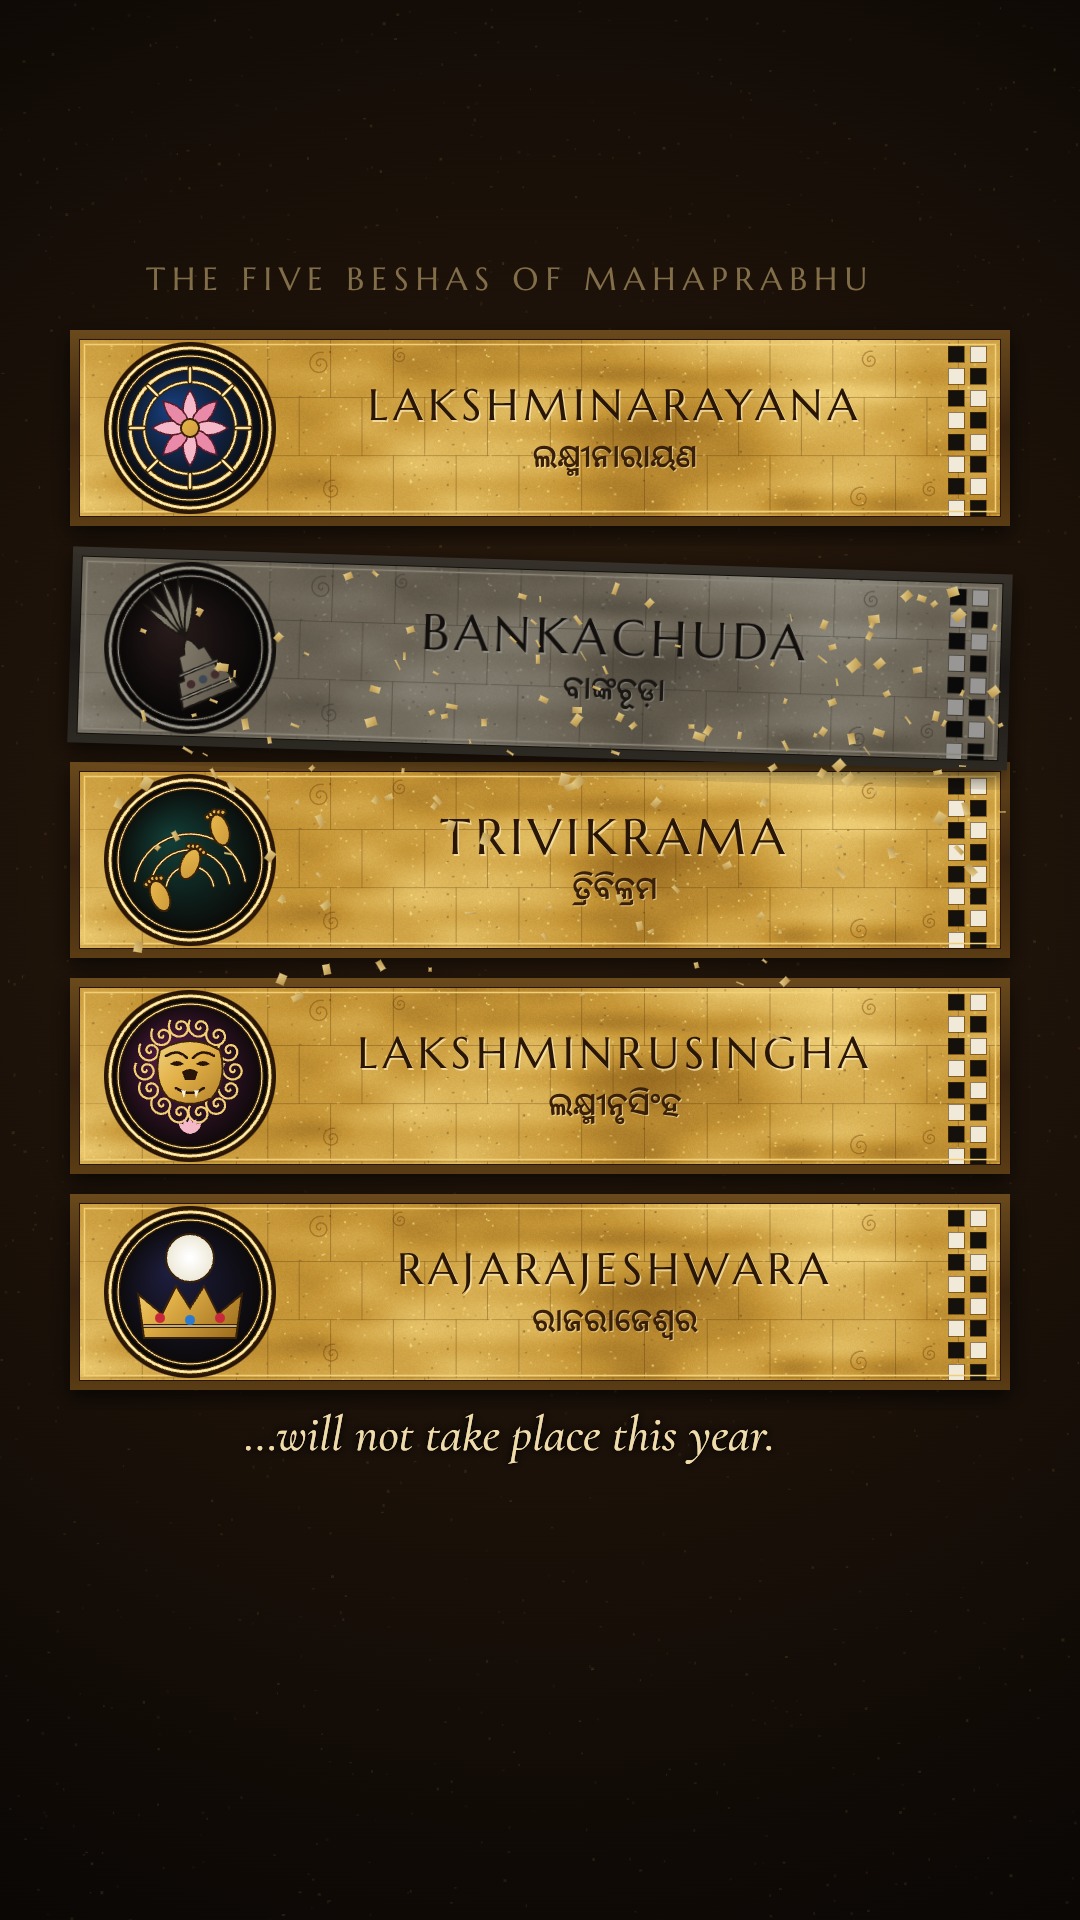 THE FIVE BESHAS OF MAHAPRABHU
LAKSHMINARAYANA
ଲକ୍ଷ୍ମୀନାରାୟଣ
BANKACHUDA
ବାଙ୍କଚୂଡ଼ା
TRIVIKRAMA
ତ୍ରିବିକ୍ରମ
LAKSHMINRUSINGHA
ଲକ୍ଷ୍ମୀନୃସିଂହ
RAJARAJESHWARA
ରାଜରାଜେଶ୍ୱର
...will not take place this year.